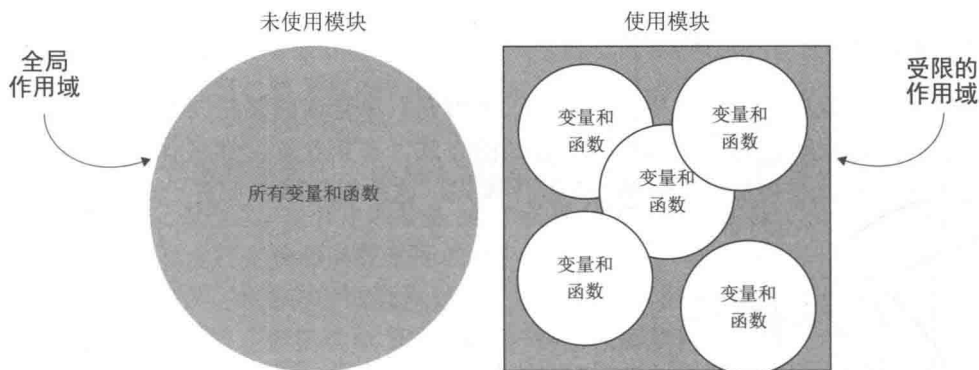 未使用模块
使用模块
全局
作用域
受限的
作用域
所有变量和函数
变量和
函数
变量和
函数
变量和
函数
变量和
函数
变量和
函数